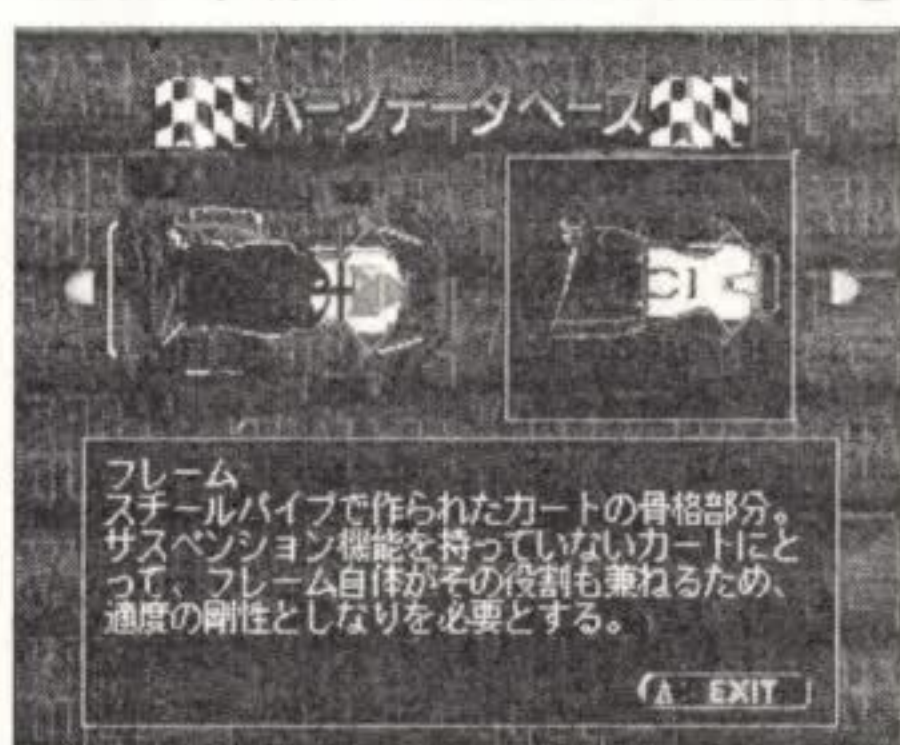 パーツデータベース
フレーム
スチールパイプで作られたカートの骨格部分。
サスペンション機能を持っていないカートにと
って、フレーム自体がその役割も兼ねるため、
適度の剛性としなりを必要とする。
A EXIT